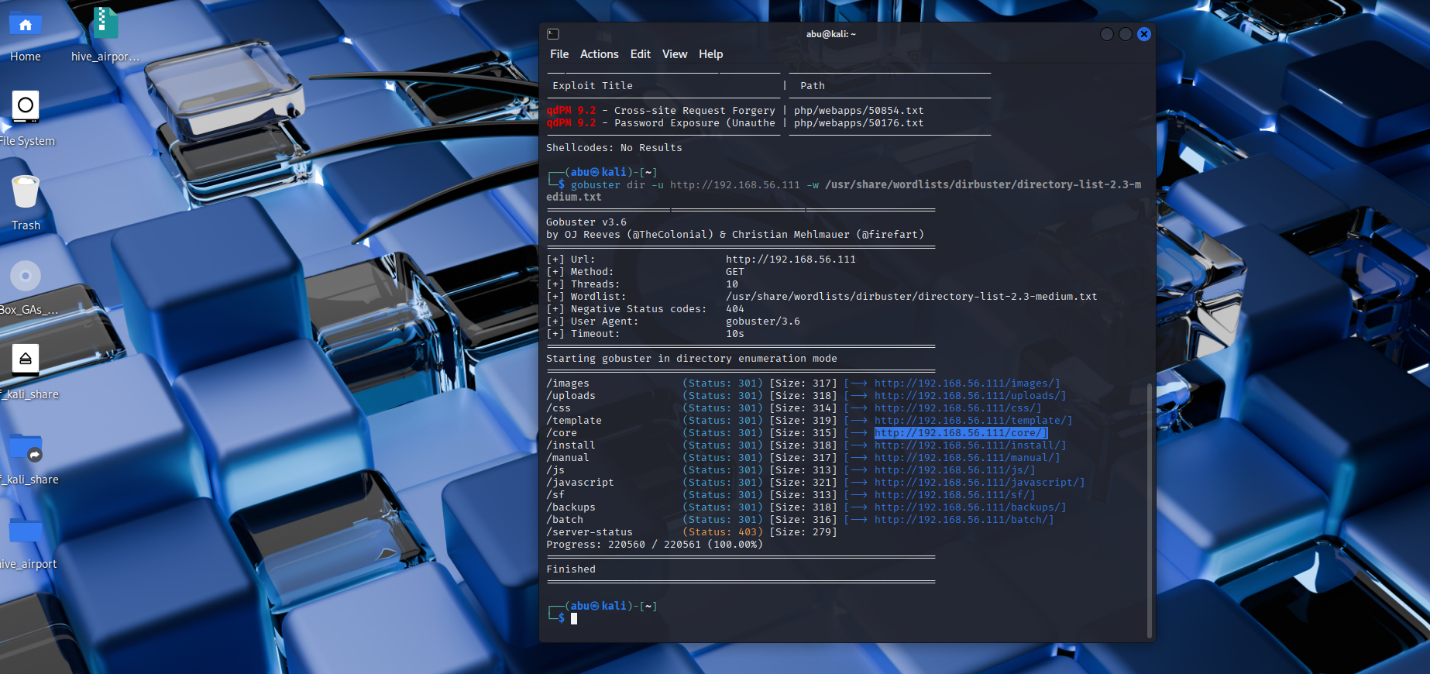 Home
hive_airpor...
File System
Trash
Box_GAs_...
f_kali_share
f_kali_share
hive_airport
abu@kali: ~
File Actions Edit View Help
Exploit Title | Path
qdPM 9.2 - Cross-site Request Forgery | php/webapps/50854.txt
qdPM 9.2 - Password Exposure (Unauthe | php/webapps/50176.txt
Shellcodes: No Results
┌──(abu㉿kali)-[~]
└─$ gobuster dir -u http://192.168.56.111 -w /usr/share/wordlists/dirbuster/directory-list-2.3-m
edium.txt
===============================================================
Gobuster v3.6
by OJ Reeves (@TheColonial) & Christian Mehlmauer (@firefart)
===============================================================
[+] Url: http://192.168.56.111
[+] Method: GET
[+] Threads: 10
[+] Wordlist: /usr/share/wordlists/dirbuster/directory-list-2.3-medium.txt
[+] Negative Status codes: 404
[+] User Agent: gobuster/3.6
[+] Timeout: 10s
===============================================================
Starting gobuster in directory enumeration mode
===============================================================
/images (Status: 301) [Size: 317] [--> http://192.168.56.111/images/]
/uploads (Status: 301) [Size: 318] [--> http://192.168.56.111/uploads/]
/css (Status: 301) [Size: 314] [--> http://192.168.56.111/css/]
/template (Status: 301) [Size: 319] [--> http://192.168.56.111/template/]
/core (Status: 301) [Size: 315] [--> http://192.168.56.111/core/]
/install (Status: 301) [Size: 318] [--> http://192.168.56.111/install/]
/manual (Status: 301) [Size: 317] [--> http://192.168.56.111/manual/]
/js (Status: 301) [Size: 313] [--> http://192.168.56.111/js/]
/javascript (Status: 301) [Size: 321] [--> http://192.168.56.111/javascript/]
/sf (Status: 301) [Size: 313] [--> http://192.168.56.111/sf/]
/backups (Status: 301) [Size: 318] [--> http://192.168.56.111/backups/]
/batch (Status: 301) [Size: 316] [--> http://192.168.56.111/batch/]
/server-status (Status: 403) [Size: 279]
Progress: 220560 / 220561 (100.00%)
===============================================================
Finished
===============================================================
┌──(abu㉿kali)-[~]
└─$